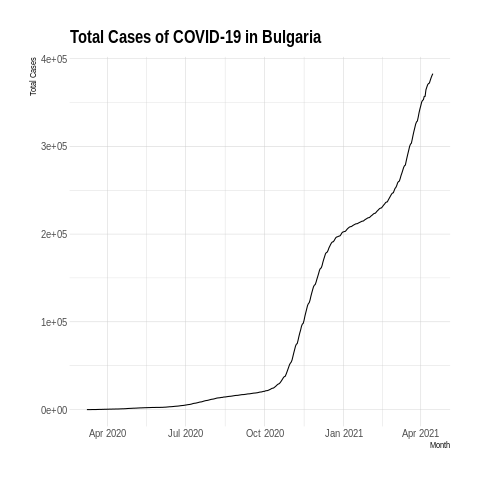 Total Cases of COVID-19 in Bulgaria
Total Cases
4e+05
3e+05
2e+05
1e+05
0e+00
Apr 2020 Jul 2020 Oct 2020 Jan 2021 Apr 2021
Month